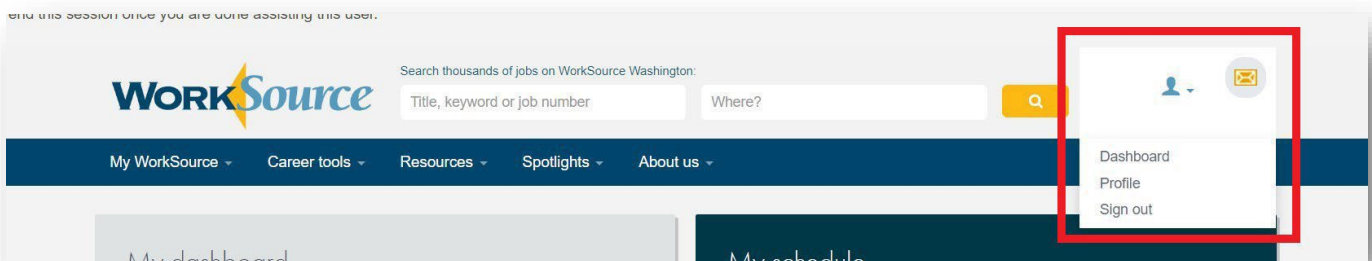 end this session once you are done assisting this user.
WORKSource
Search thousands of jobs on WorkSource Washington:
Title, keyword or job number
Where?
My WorkSource
Career tools
Resources
Spotlights
About us
Dashboard
Profile
Sign out
My dashboard
My schedule